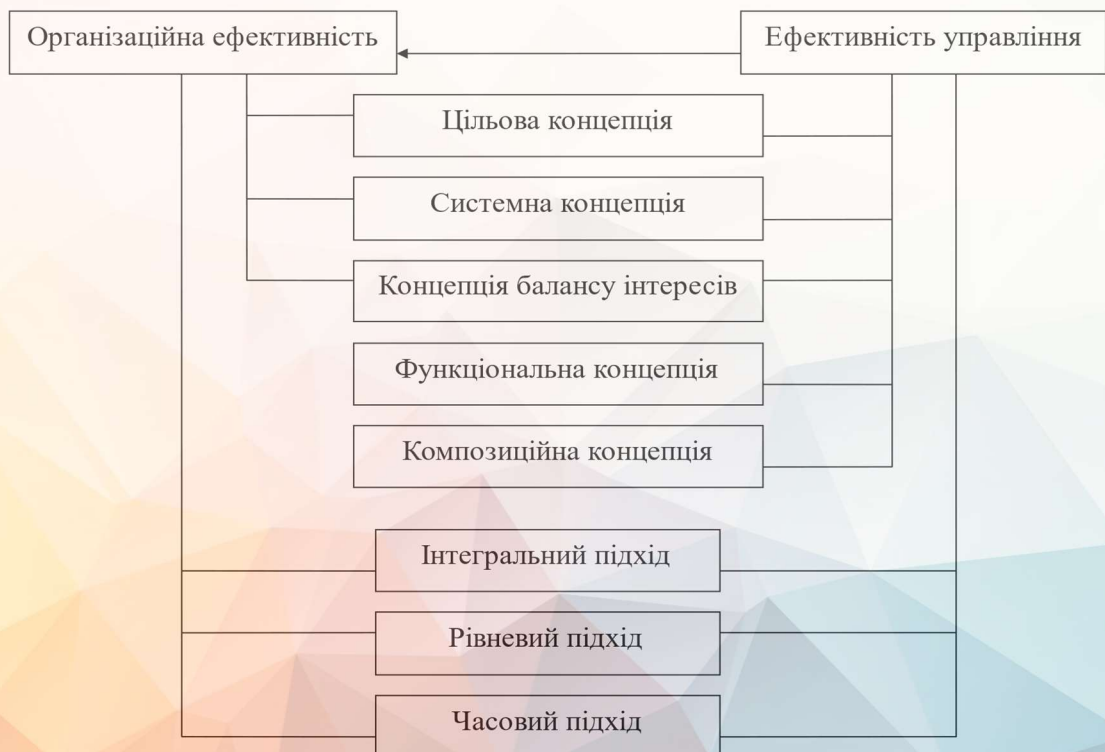 Організаційна ефективність
Ефективність управління
Цільова концепція
Системна концепція
Концепція балансу інтересів
Функціональна концепція
Композиційна концепція
Інтегральний підхід
Рівневий підхід
Часовий підхід